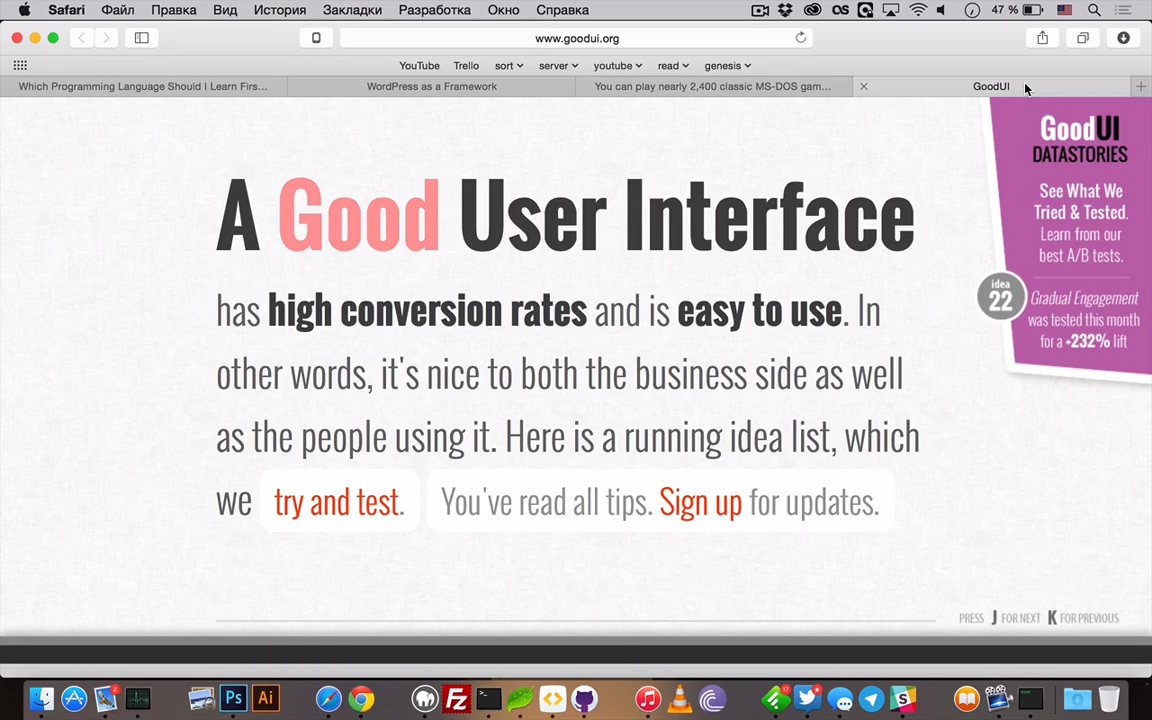 Safari Файл Правка Вид История Закладки Разработка Окно Справка 47 %
www.goodui.org
YouTube Trello sort server youtube read genesis
Which Programming Language Should I Learn Firs... WordPress as a Framework You can play nearly 2,400 classic MS-DOS gam... GoodUI
A Good User Interface
has high conversion rates and is easy to use. In
other words, it's nice to both the business side as well
as the people using it. Here is a running idea list, which
we try and test. You've read all tips. Sign up for updates.
GoodUI
DATASTORIES
See What We
Tried & Tested.
Learn from our
best A/B tests.
idea
22
Gradual Engagement
was tested this month
for a +232% lift
PRESS J FOR NEXT K FOR PREVIOUS
Ps Ai Fz